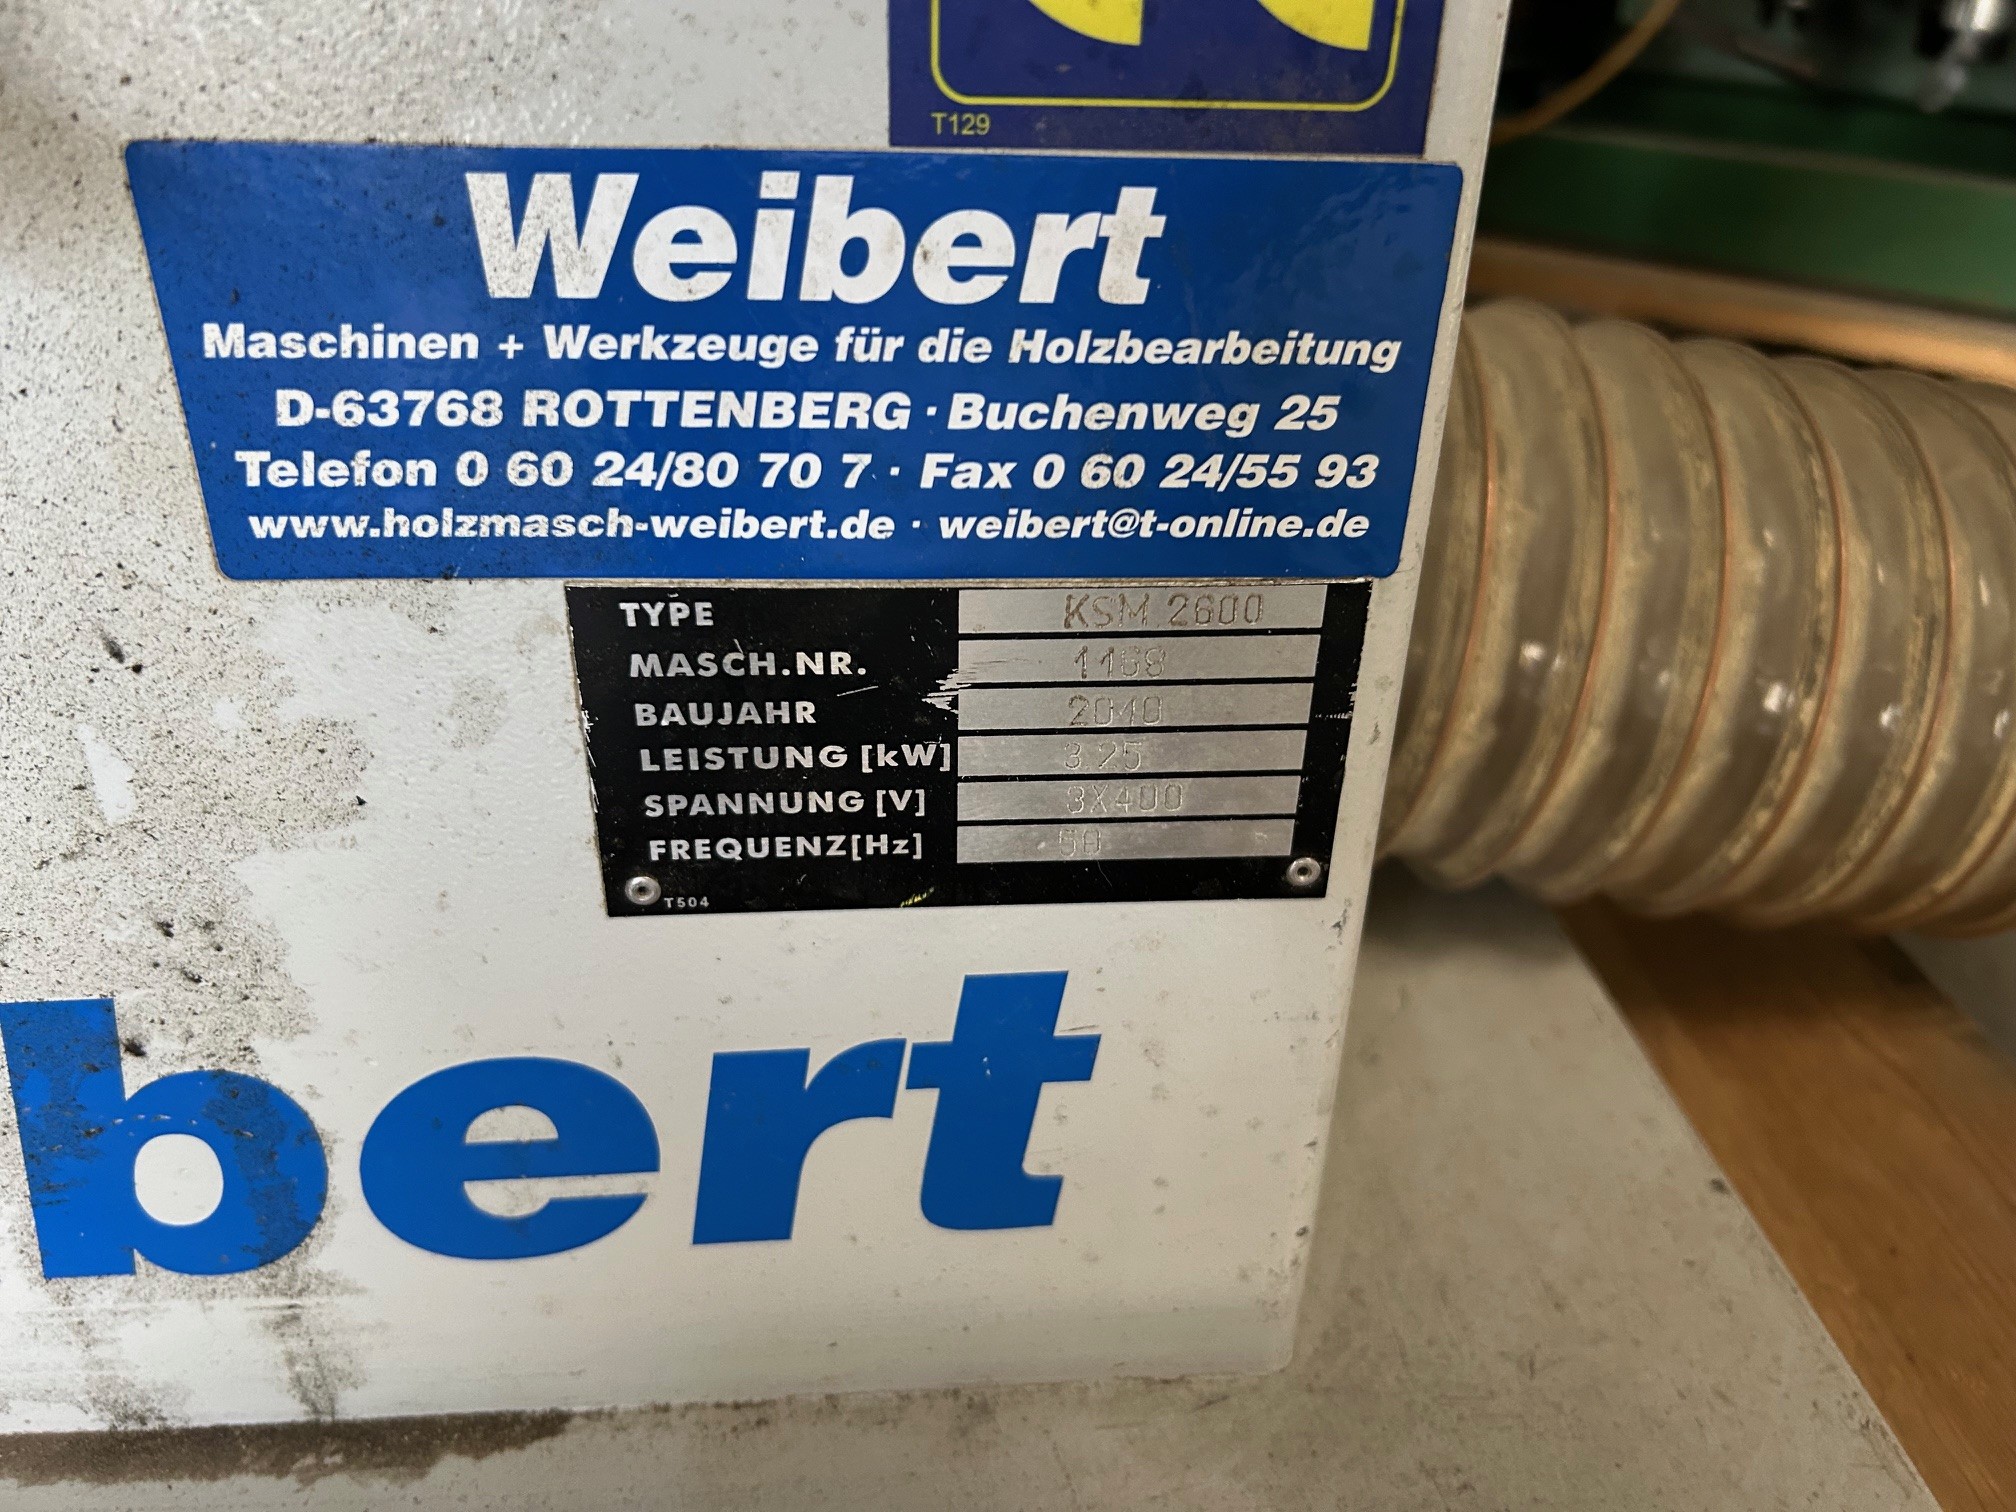 T129
Weibert
Maschinen + Werkzeuge für die Holzbearbeitung
D-63768 ROTTENBERG · Buchenweg 25
Telefon 0 60 24/80 70 7 · Fax 0 60 24/55 93
www.holzmasch-weibert.de · weibert@t-online.de
TYPE KSM 2600
MASCH.NR. 1168
BAUJAHR 2010
LEISTUNG [kW] 3.25
SPANNUNG [V] 3X400
FREQUENZ[Hz] 50
T504
bert